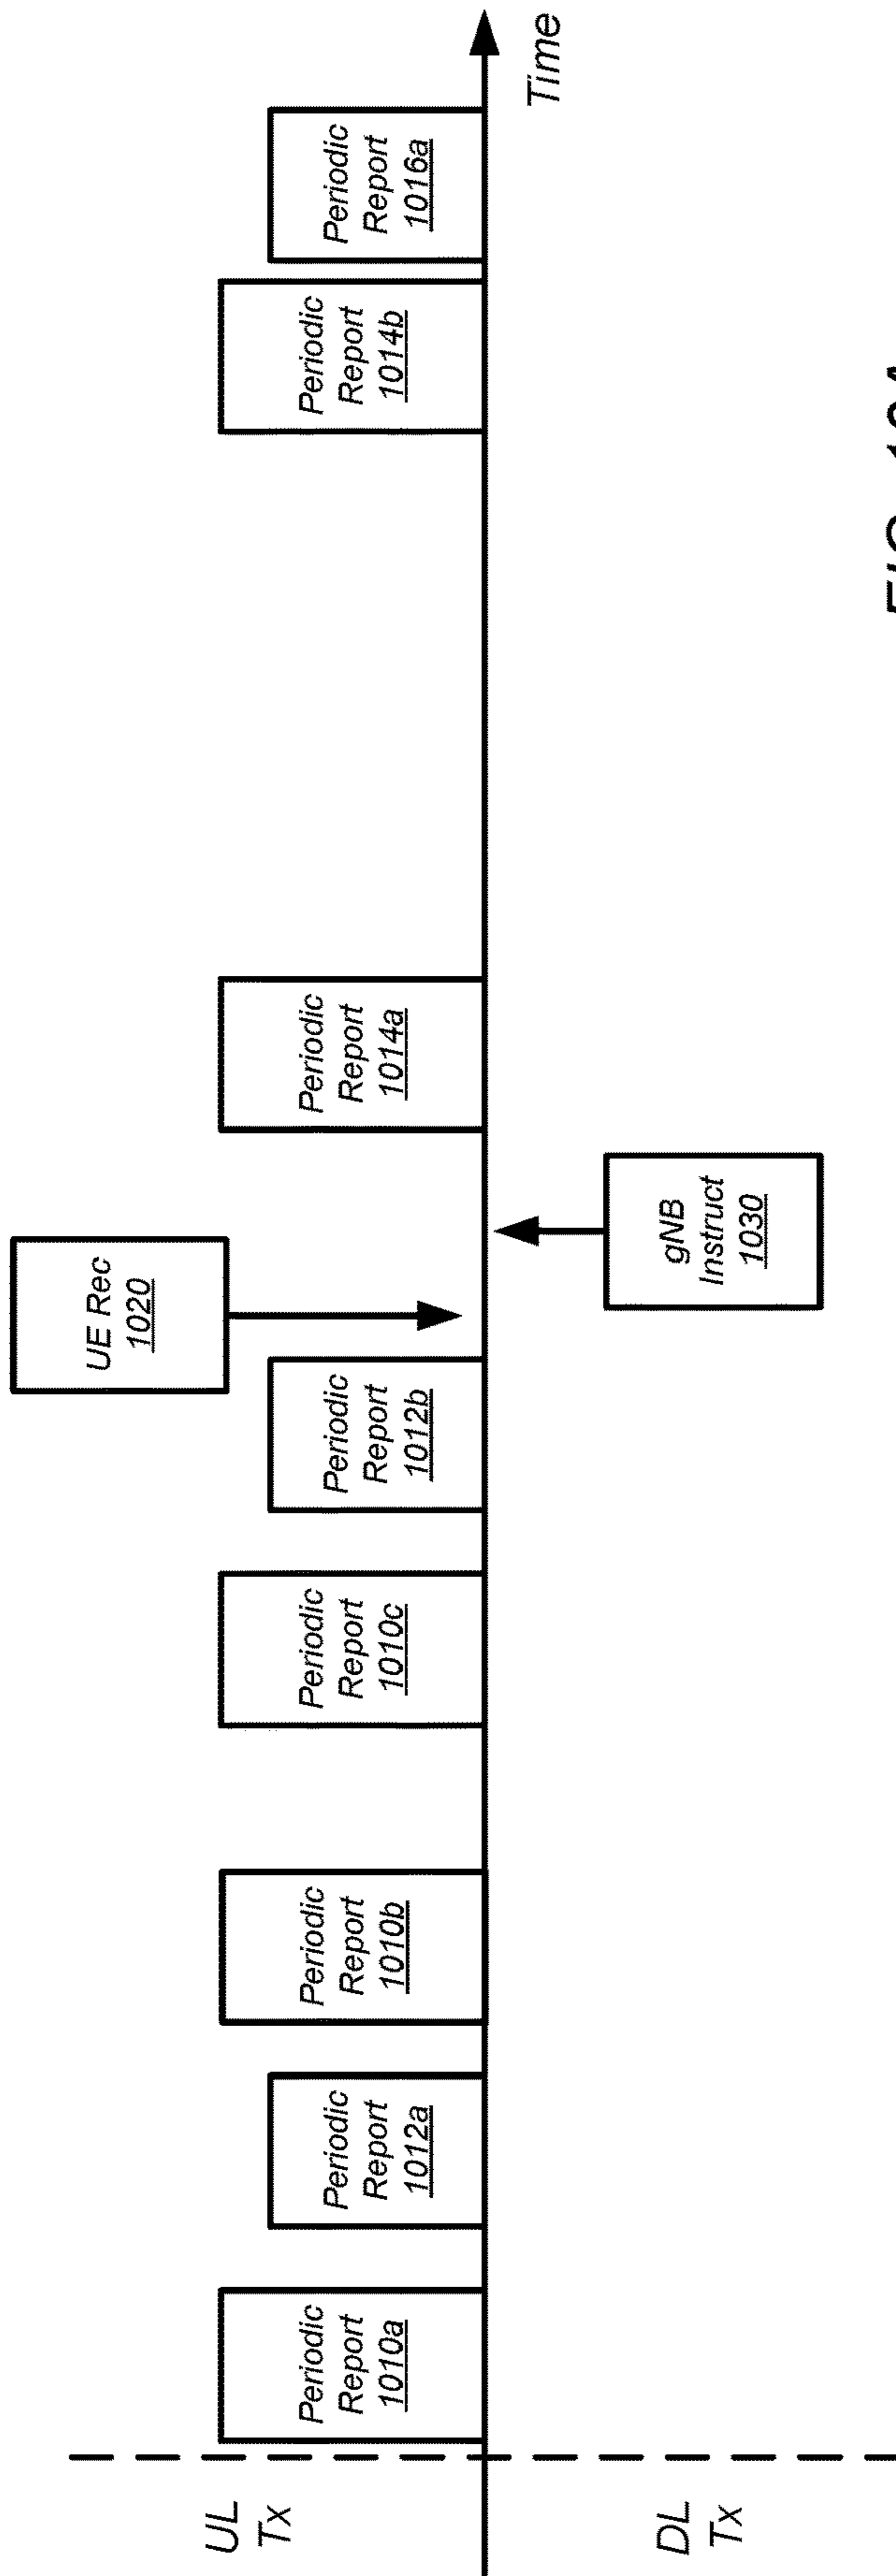 UE Rec
1020
UL
Tx
Periodic
Report
1010a
Periodic
Report
1012a
Periodic
Report
1010b
Periodic
Report
1010c
Periodic
Report
1012b
Periodic
Report
1014a
Periodic
Report
1014b
Periodic
Report
1016a
Time
DL
Tx
gNB
Instruct
1030